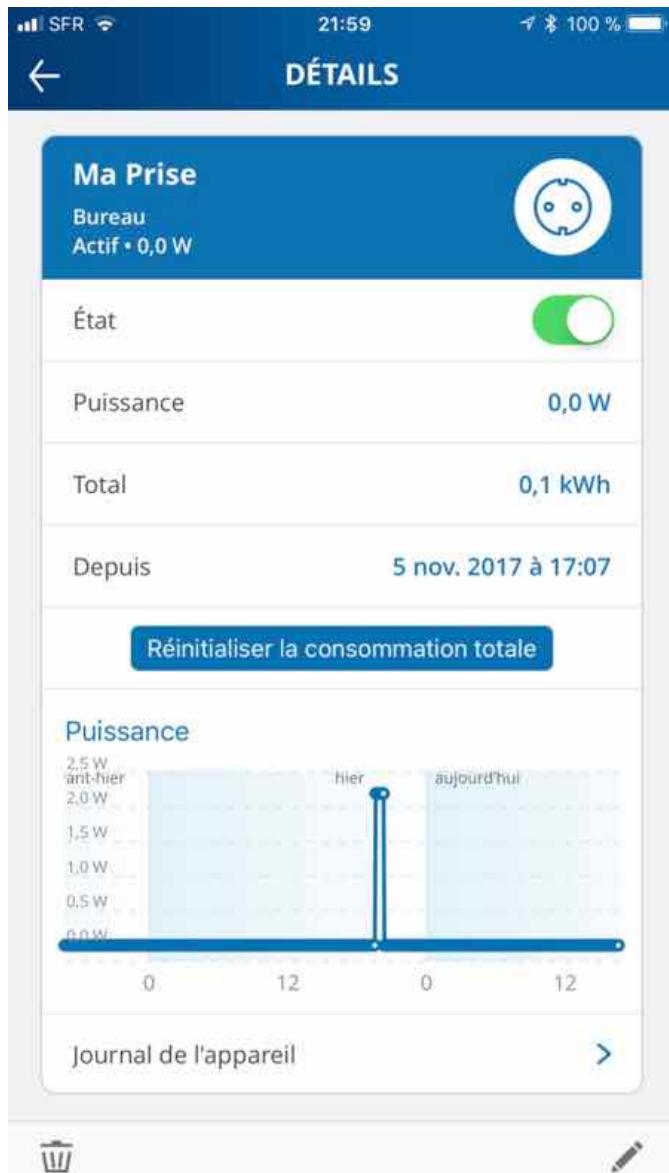 SFR 21:59 100 %
DÉTAILS
Ma Prise
Bureau
Actif • 0,0 W
État
Puissance 0,0 W
Total 0,1 kWh
Depuis 5 nov. 2017 à 17:07
Réinitialiser la consommation totale
Puissance
2.5 W
ant-hier hier aujourd'hui
2.0 W
1.5 W
1.0 W
0.5 W
0.0 W
0 12 0 12
Journal de l'appareil